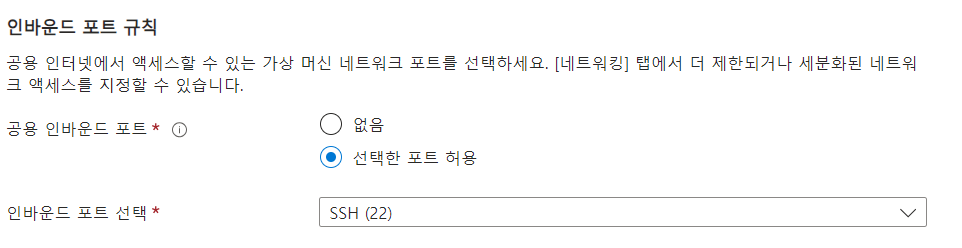 인바운드 포트 규칙
공용 인터넷에서 액세스할 수 있는 가상 머신 네트워크 포트를 선택하세요. [네트워킹] 탭에서 더 제한되거나 세분화된 네트워
크 액세스를 지정할 수 있습니다.
공용 인바운드 포트 *
없음
선택한 포트 허용
인바운드 포트 선택 *
SSH (22)